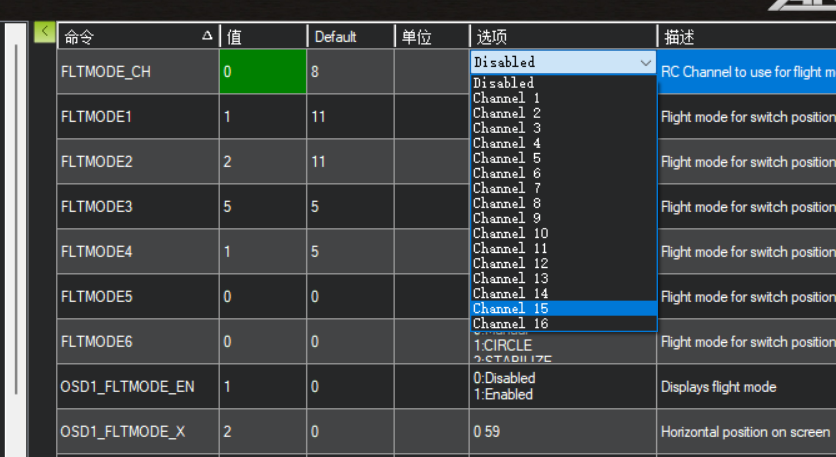 命令 值 Default 单位 选项 描述
FLTMODE_CH 0 8 Disabled RC Channel to use for flight m
Disabled
Channel 1
FLTMODE1 1 11 Flight mode for switch position
Channel 2
Channel 3
Channel 4
Channel 5
FLTMODE2 2 11 Flight mode for switch position
Channel 6
Channel 7
Channel 8
FLTMODE3 5 5 Flight mode for switch position
Channel 9
Channel 10
Channel 11
FLTMODE4 1 5 Flight mode for switch position
Channel 12
Channel 13
Channel 14
FLTMODE5 0 0 Flight mode for switch position
Channel 15
Channel 16
FLTMODE6 0 0 Flight mode for switch position
1:CIRCLE
2:STABILIZE
OSD1_FLTMODE_EN 1 0 0:Disabled Displays flight mode
1:Enabled
OSD1_FLTMODE_X 2 0 0 59 Horizontal position on screen